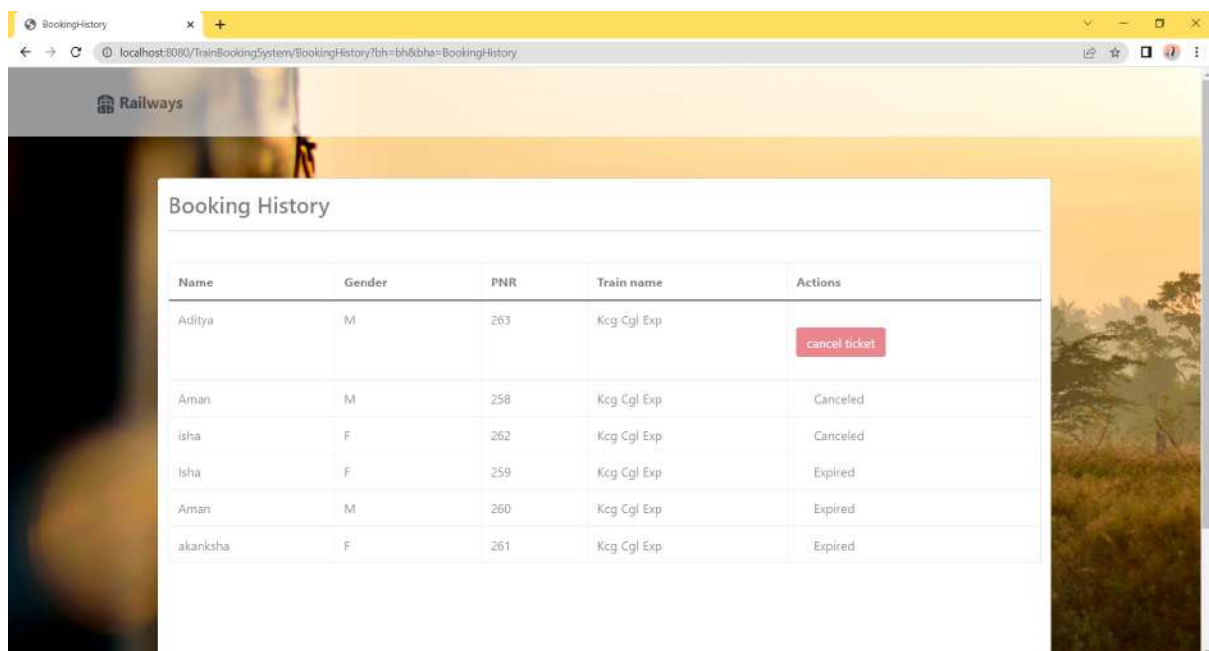 BookingHistory
localhost:8080/TrainBookingSystem/BookingHistory?bh=bh&bha=BookingHistory
Railways
Booking History
Name Gender PNR Train name Actions
Aditya M 263 Kcg Cgl Exp
cancel ticket
Aman M 258 Kcg Cgl Exp Canceled
isha F 262 Kcg Cgl Exp Canceled
Isha F 259 Kcg Cgl Exp Expired
Aman M 260 Kcg Cgl Exp Expired
akanksha F 261 Kcg Cgl Exp Expired